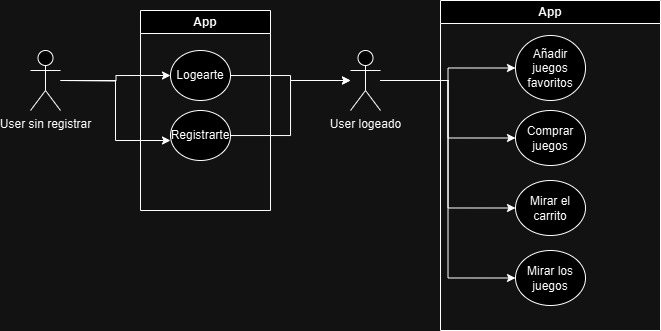 App
Logearte
Registrarte
User sin registrar
User logeado
App
Añadir
juegos
favoritos
Comprar
juegos
Mirar el
carrito
Mirar los
juegos